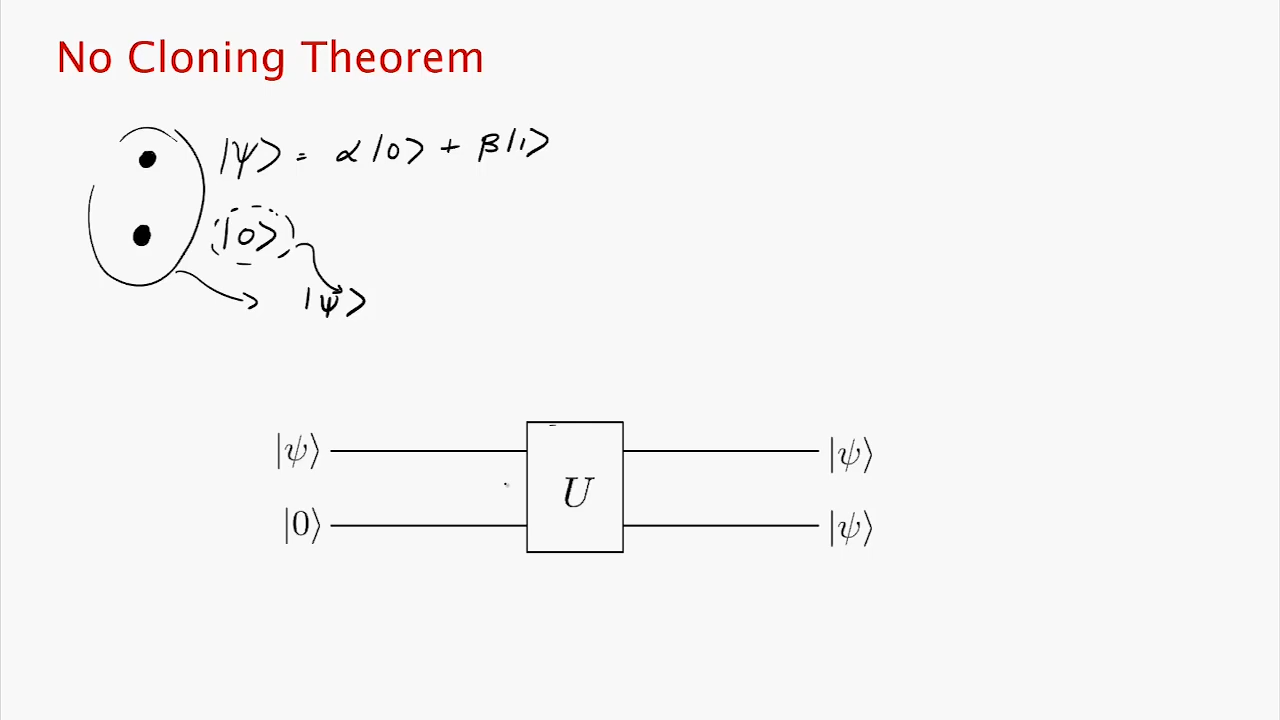 No Cloning Theorem
|ψ⟩ = α|0⟩ + β|1⟩
|0⟩
|ψ⟩
|ψ⟩ U |ψ⟩
|0⟩ |ψ⟩